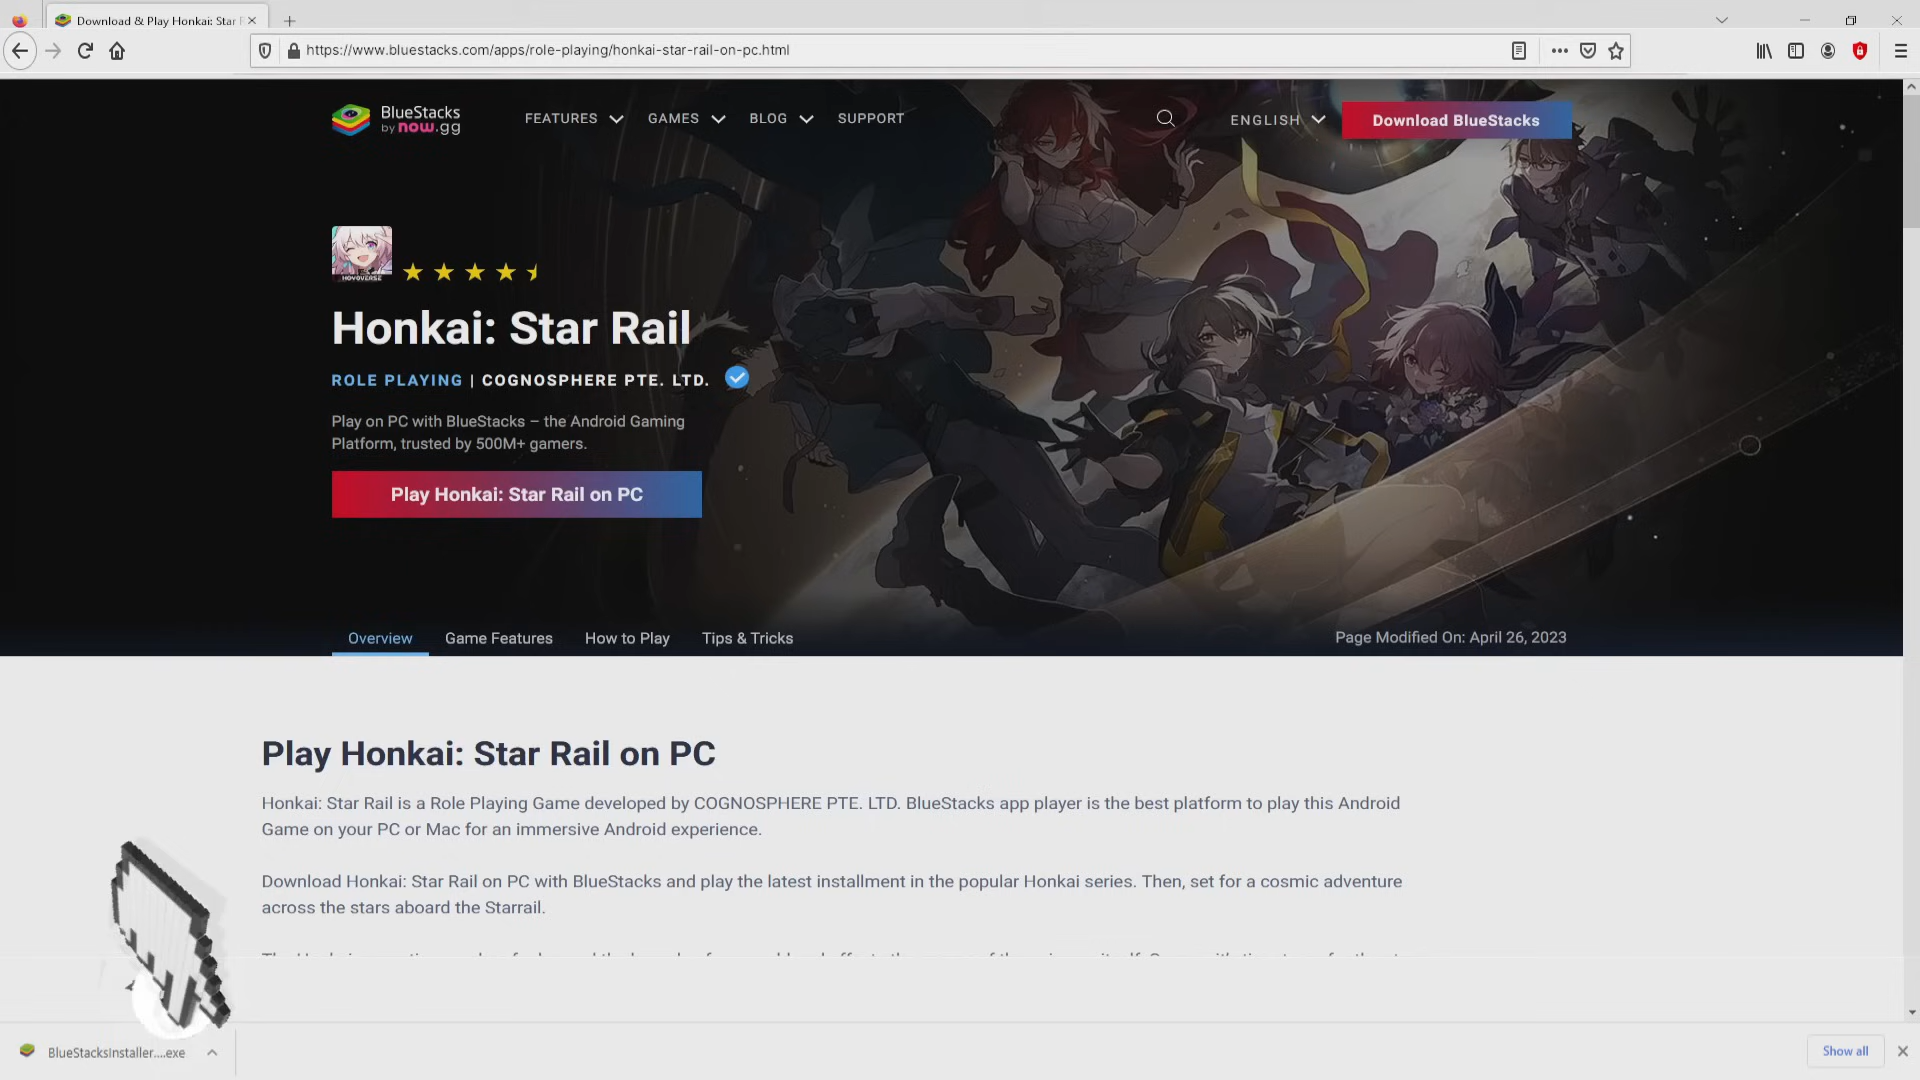 Download & Play Honkai: Star R
https://www.bluestacks.com/apps/role-playing/honkai-star-rail-on-pc.html
BlueStacks
by now.gg
FEATURES GAMES BLOG SUPPORT
ENGLISH
Download BlueStacks
HOYOVERSE
Honkai: Star Rail
ROLE PLAYING | COGNOSPHERE PTE. LTD.
Play on PC with BlueStacks – the Android Gaming
Platform, trusted by 500M+ gamers.
Play Honkai: Star Rail on PC
Overview Game Features How to Play Tips & Tricks
Page Modified On: April 26, 2023
Play Honkai: Star Rail on PC
Honkai: Star Rail is a Role Playing Game developed by COGNOSPHERE PTE. LTD. BlueStacks app player is the best platform to play this Android
Game on your PC or Mac for an immersive Android experience.
Download Honkai: Star Rail on PC with BlueStacks and play the latest installment in the popular Honkai series. Then, set for a cosmic adventure
across the stars aboard the Starrail.
BlueStacksInstaller....exe
Show all